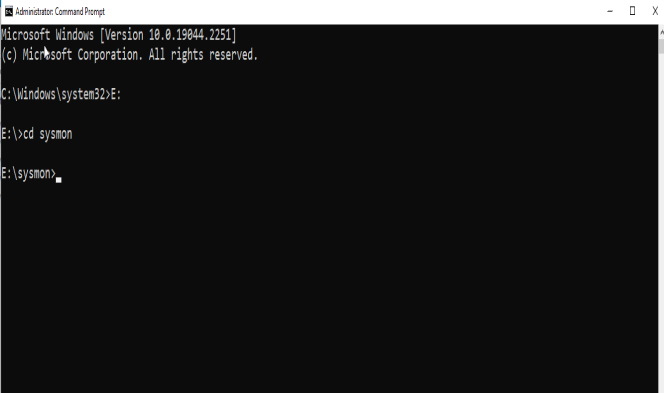 Administrator: Command Prompt
Microsoft Windows [Version 10.0.19044.2251]
(c) Microsoft Corporation. All rights reserved.
C:\Windows\system32>E:
E:\>cd sysmon
E:\sysmon>